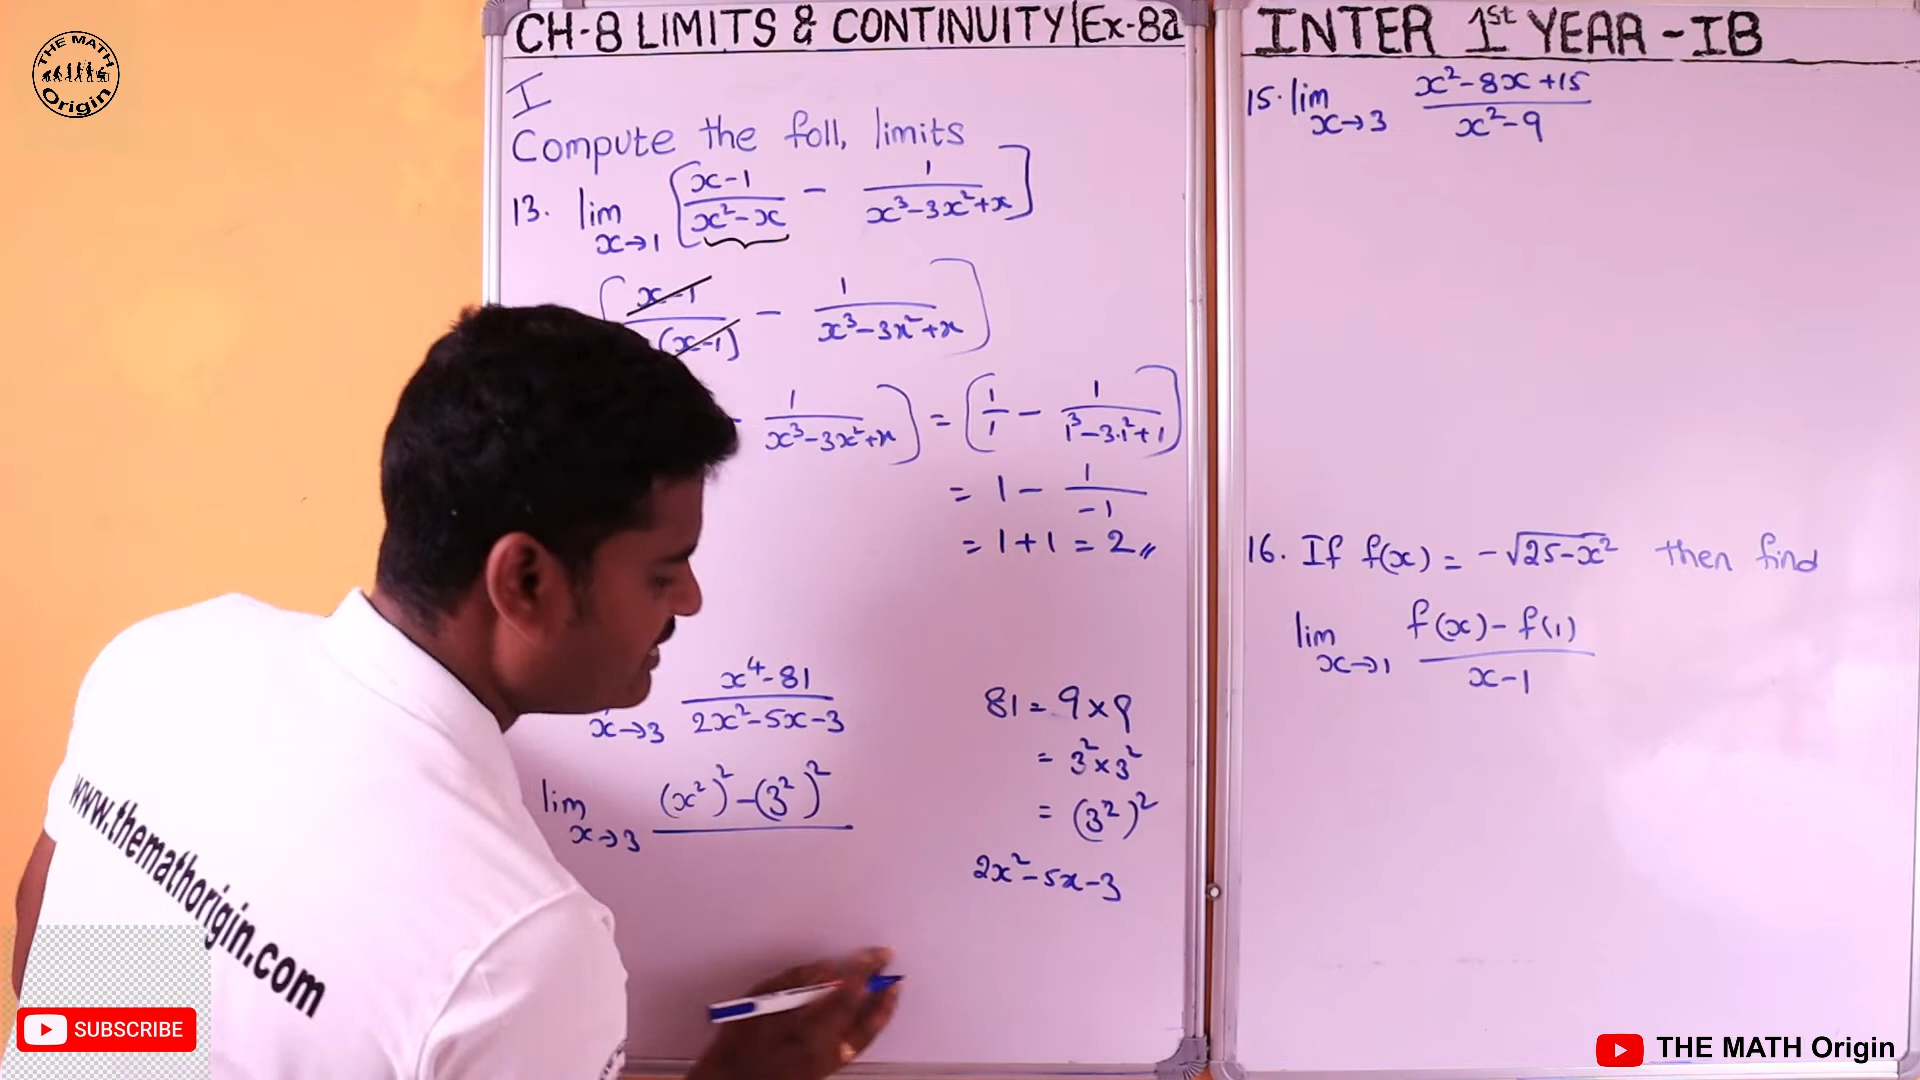 THE MATH
Origin
CH-8 LIMITS & CONTINUITY | Ex-8a
I
Compute the foll, limits
13. lim x→1 [ (x-1)/(x²-x) - 1/(x³-3x²+x) ]
[ x-1/(x-1) - 1/(x³-3x²+x) ]
- 1/(x³-3x²+x) ] = [ 1/1 - 1/(1³-3.1²+1) ]
= 1 - 1/-1
= 1+1 = 2 〃
x→3 (x⁴-81)/(2x²-5x-3)
lim x→3 (x²)² - (3²)²
81 = 9×9
= 3²×3²
= (3²)²
2x²-5x-3
INTER 1st YEAR - IB
15. lim x→3 (x²-8x+15)/(x²-9)
16. If f(x) = -√25-x² then find
lim x→1 (f(x)-f(1))/(x-1)
www.themathorigin.com
SUBSCRIBE
THE MATH Origin